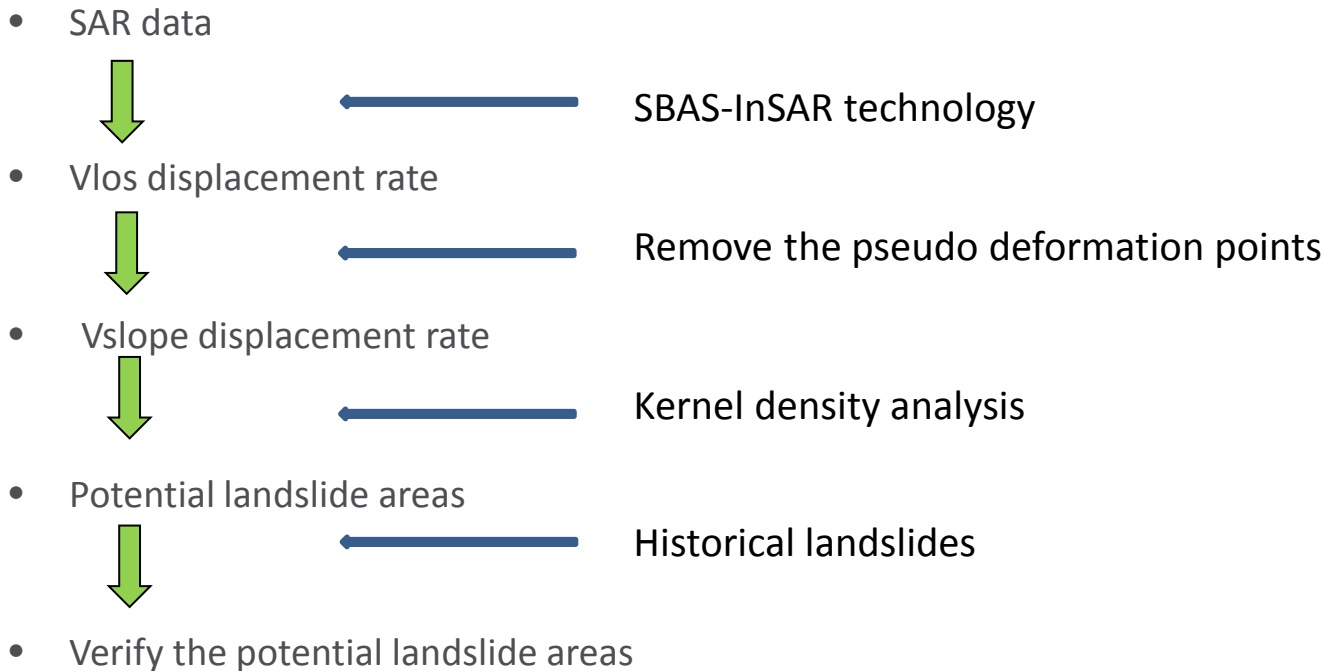 • SAR data
SBAS-InSAR technology
• Vlos displacement rate
Remove the pseudo deformation points
• Vslope displacement rate
Kernel density analysis
• Potential landslide areas
Historical landslides
• Verify the potential landslide areas